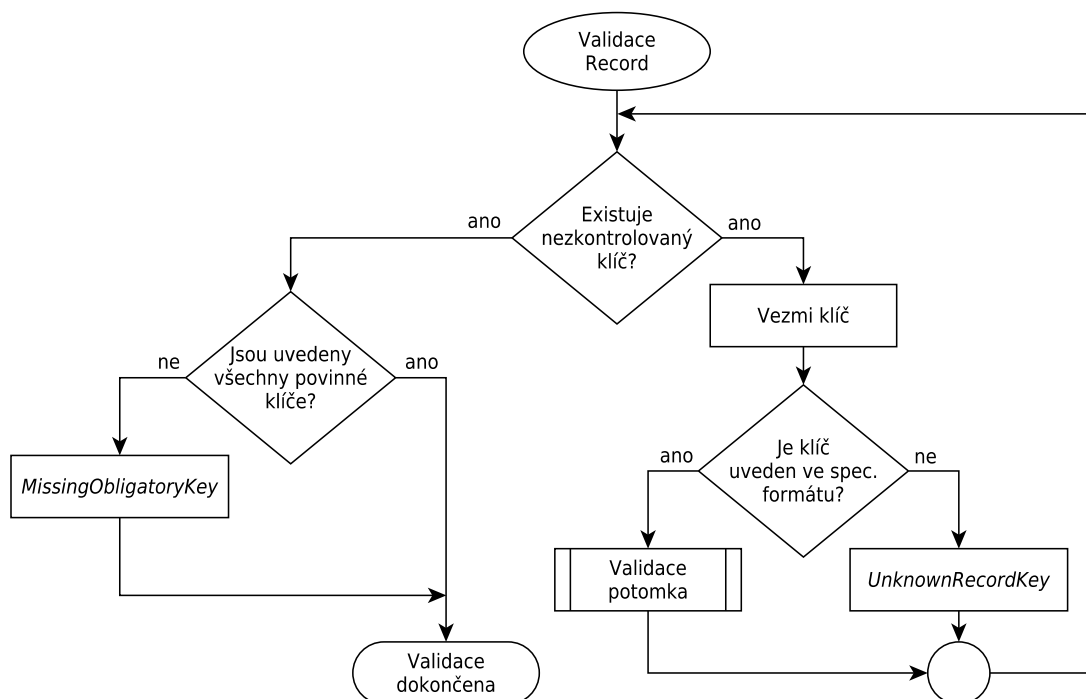 Validace
Record
ano
Existuje
nezkontrolovaný
klíč?
ano
Vezmi klíč
ne
Jsou uvedeny
všechny povinné
klíče?
ano
ano
Je klíč
uveden ve spec.
formátu?
ne
MissingObligatoryKey
Validace
potomka
UnknownRecordKey
Validace
dokončena